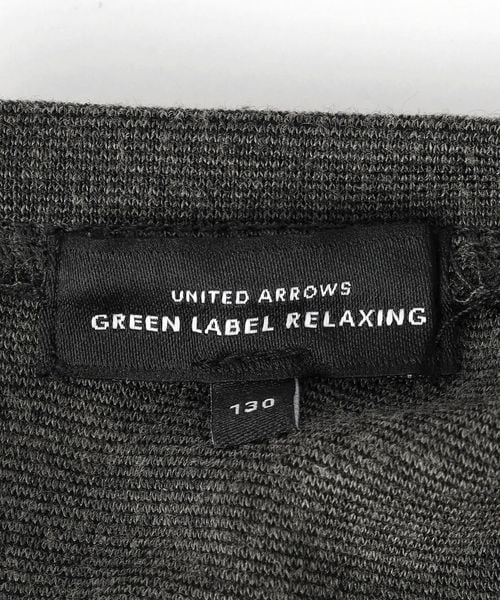 UNITED ARROWS
GREEN LABEL RELAXING
130